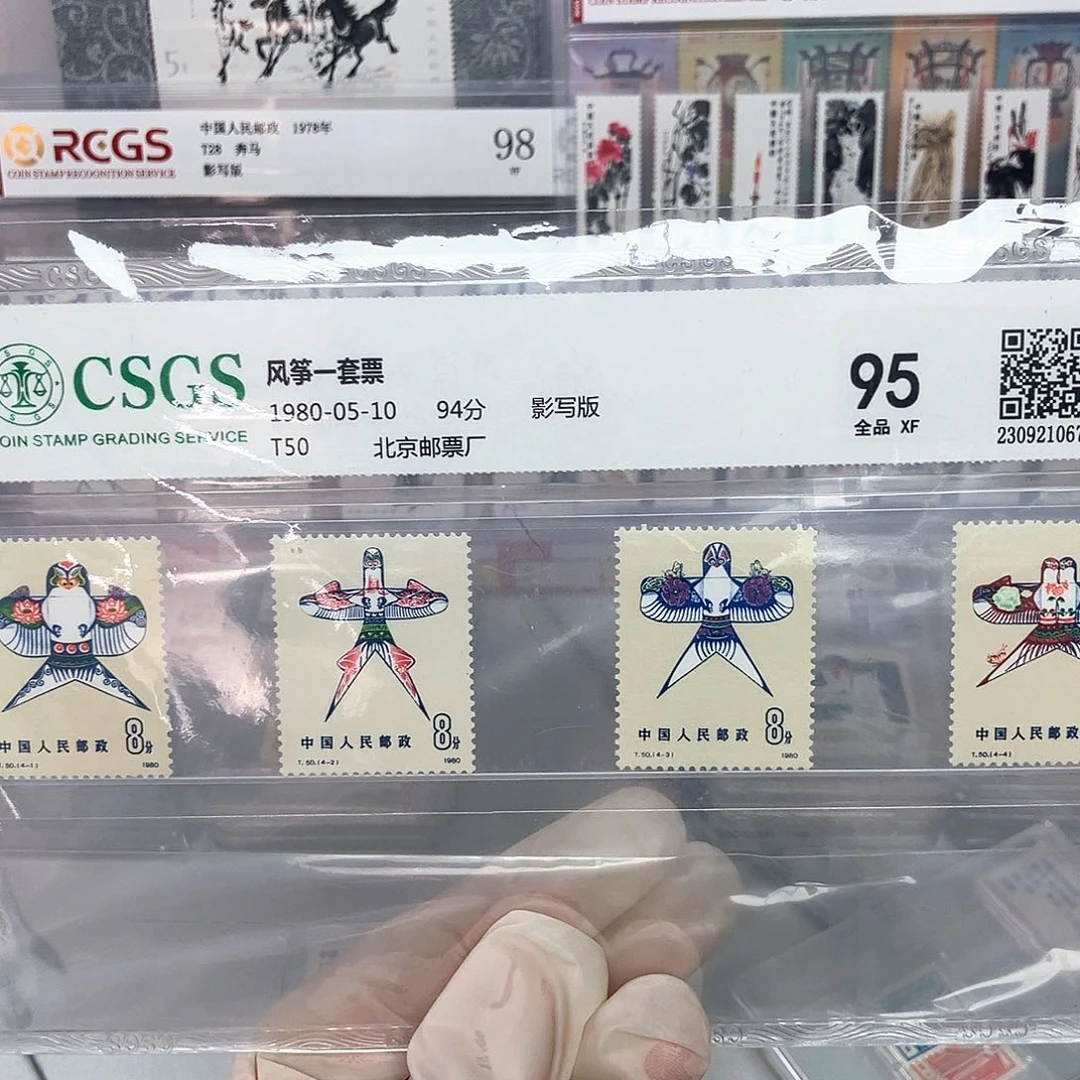 5
RCGS
COIN STAMP RECOGNITION SERVICE
中国人民邮政 1978年
T28 奔马
影写版
98
CSGS
CSGS
COIN STAMP GRADING SERVICE
风筝一套票
1980-05-10 94分 影写版
T50 北京邮票厂
95
全品 XF
230921067
8分
中国人民邮政
T.50.(4-1) 1980
8分
中国人民邮政
T.50.(4-2) 1980
8分
中国人民邮政
T.50.(4-3) 1980
中国人民邮政
T.50.(4-4)